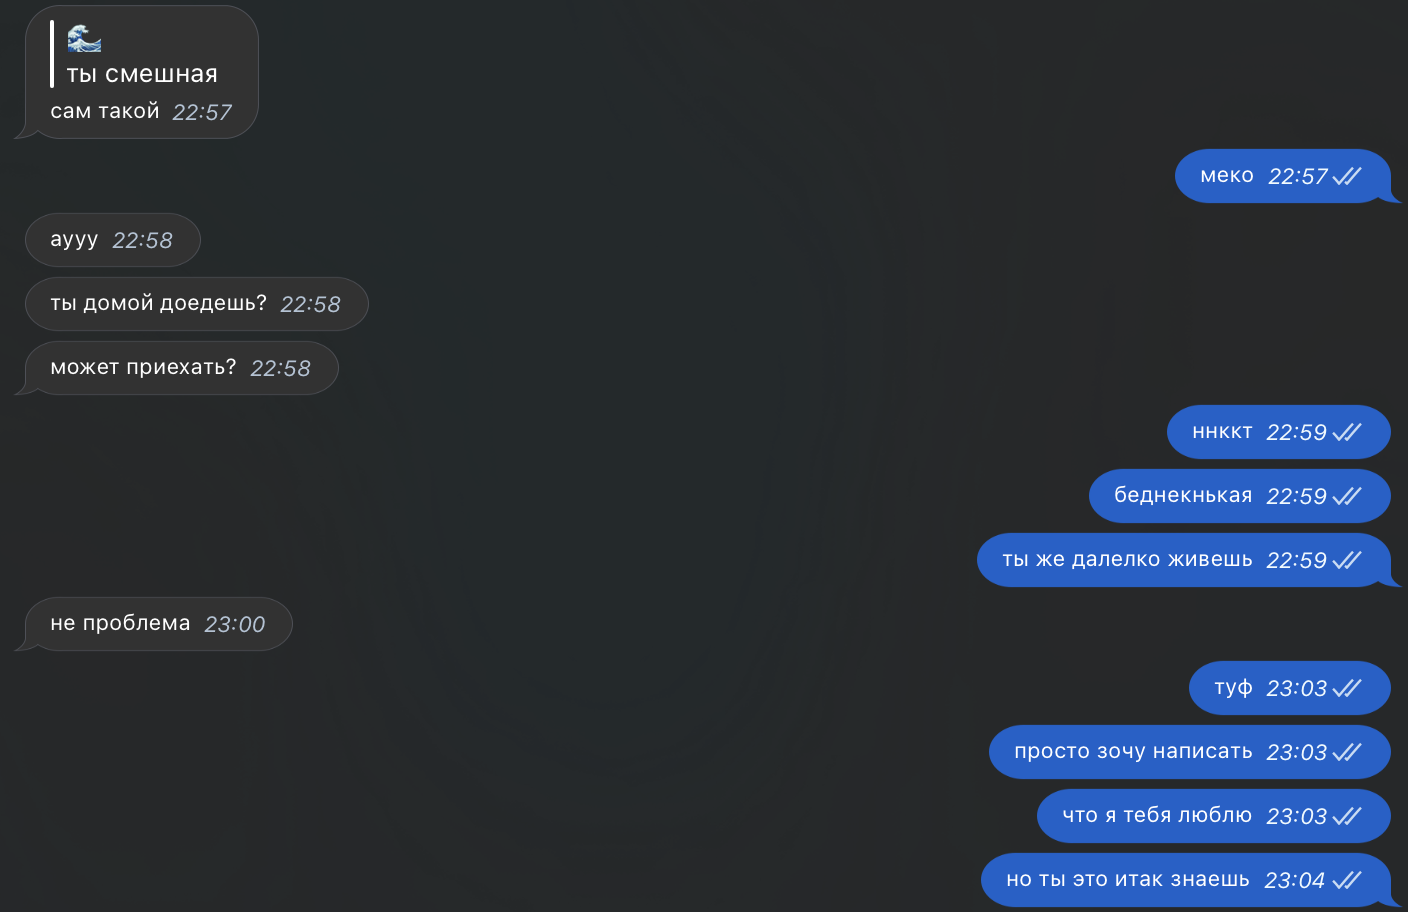 🌊
ты смешная
сам такой 22:57
меко 22:57
аууу 22:58
ты домой доедешь? 22:58
может приехать? 22:58
ннккт 22:59
беднекнькая 22:59
ты же далелко живешь 22:59
не проблема 23:00
туф 23:03
просто зочу написать 23:03
что я тебя люблю 23:03
но ты это итак знаешь 23:04